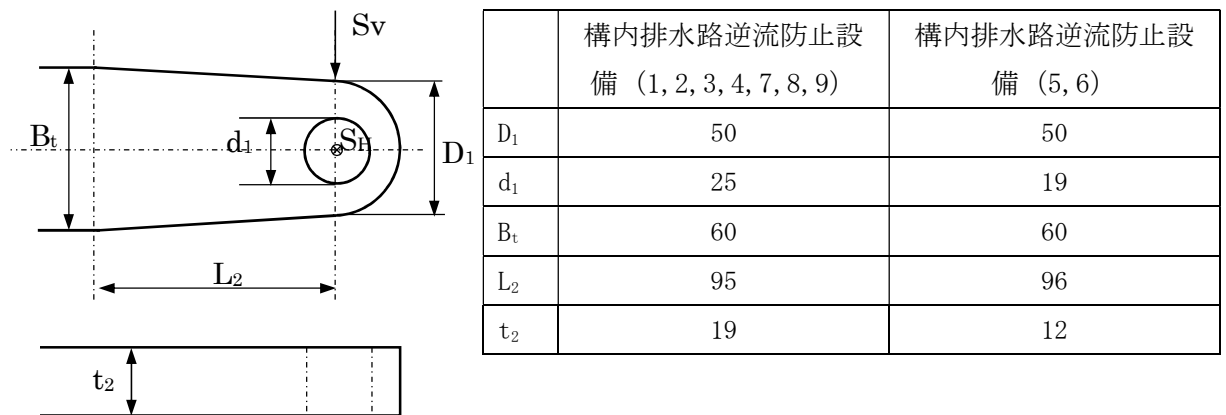 Sv
Bt
d1
SH
D1
L2
t2
構内排水路逆流防止設
備 (1,2,3,4,7,8,9)
構内排水路逆流防止設
備 (5,6)
D1 50 50
d1 25 19
Bt 60 60
L2 95 96
t2 19 12